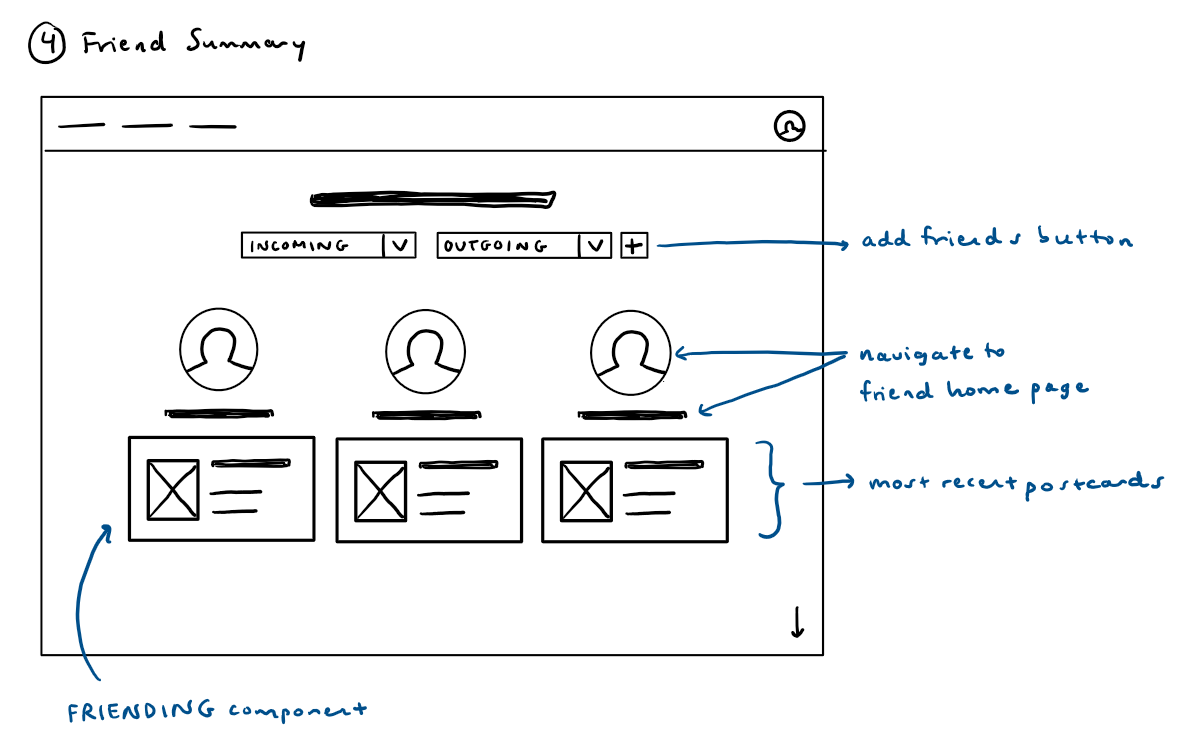 4 Friend Summary
INCOMING V OUTGOING V +
add friends button
navigate to
friend home page
most recent postcards
FRIENDING component